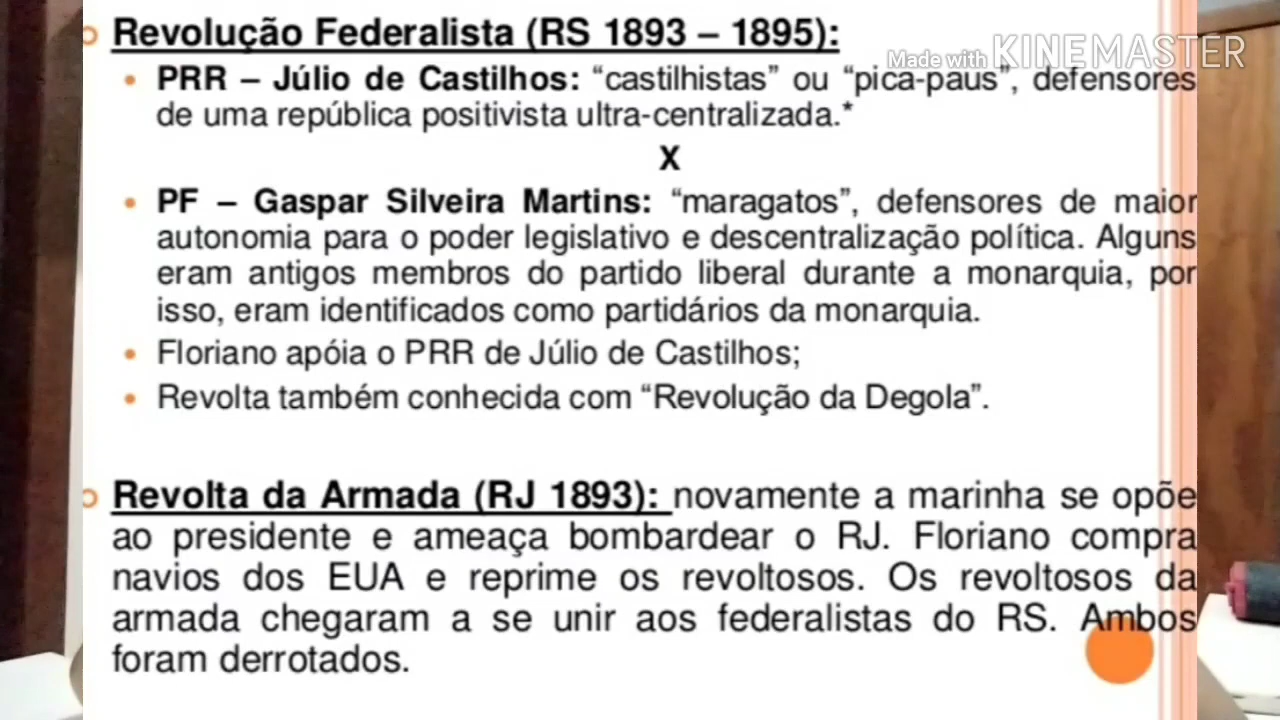 Revolução Federalista (RS 1893 – 1895):
Made with KINEMASTER
PRR – Júlio de Castilhos: “castilhistas” ou “pica-paus”, defensores
de uma república positivista ultra-centralizada.*
X
PF – Gaspar Silveira Martins: “maragatos”, defensores de maior
autonomia para o poder legislativo e descentralização política. Alguns
eram antigos membros do partido liberal durante a monarquia, por
isso, eram identificados como partidários da monarquia.
Floriano apóia o PRR de Júlio de Castilhos;
Revolta também conhecida com “Revolução da Degola”.
Revolta da Armada (RJ 1893): novamente a marinha se opõe
ao presidente e ameaça bombardear o RJ. Floriano compra
navios dos EUA e reprime os revoltosos. Os revoltosos da
armada chegaram a se unir aos federalistas do RS. Ambos
foram derrotados.